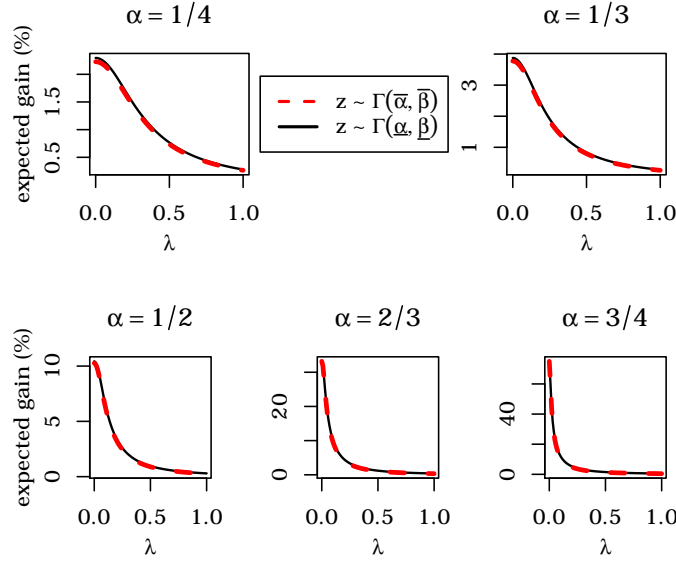 α = 1/4
α = 1/3
expected gain (%)
0.5
1.5
0.0
0.5
1.0
λ
z ~ Γ(α̅, β̅)
z ~ Γ(α̲, β̲)
1
3
0.0
0.5
1.0
λ
α = 1/2
α = 2/3
α = 3/4
expected gain (%)
0
5
10
0.0
0.5
1.0
λ
0
20
0.0
0.5
1.0
λ
0
40
0.0
0.5
1.0
λ